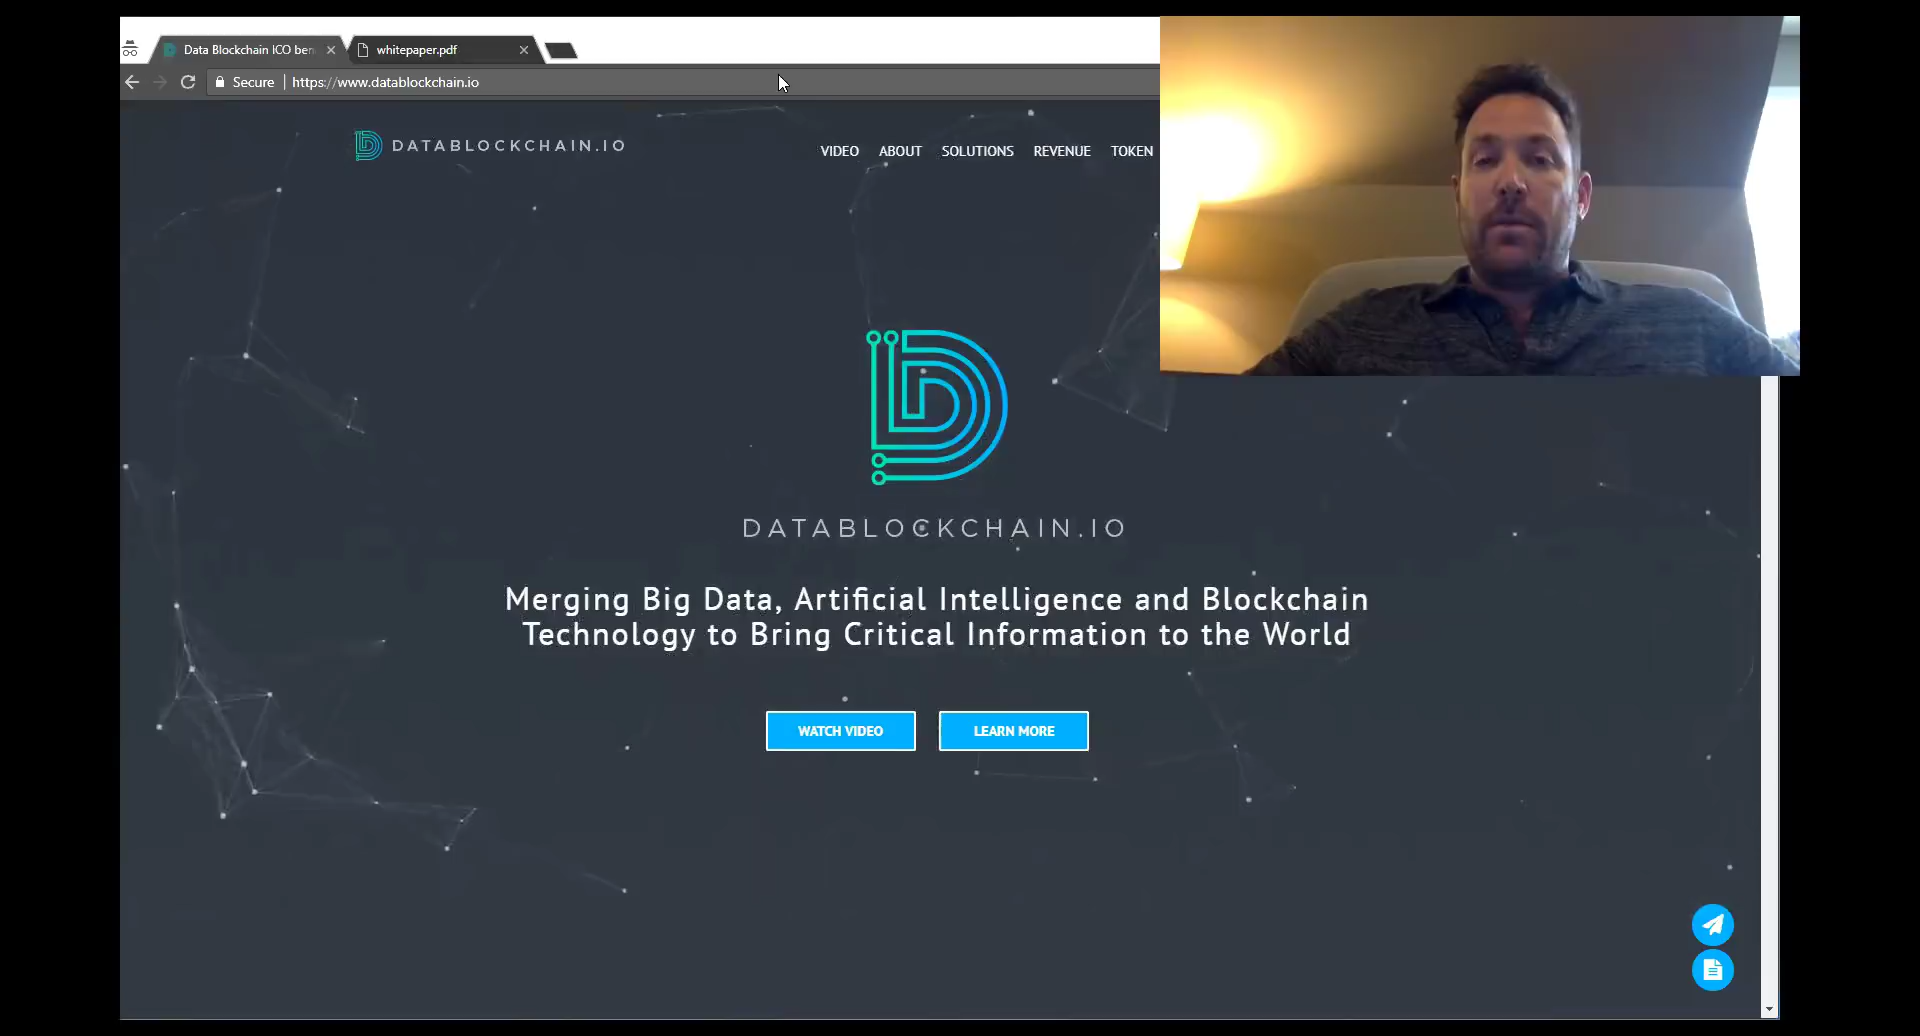 Data Blockchain ICO ben
whitepaper.pdf
Secure
https://www.datablockchain.io
DATABLOCKCHAIN.IO
VIDEO
ABOUT
SOLUTIONS
REVENUE
TOKEN
DATABLOCKCHAIN.IO
Merging Big Data, Artificial Intelligence and Blockchain
Technology to Bring Critical Information to the World
WATCH VIDEO
LEARN MORE